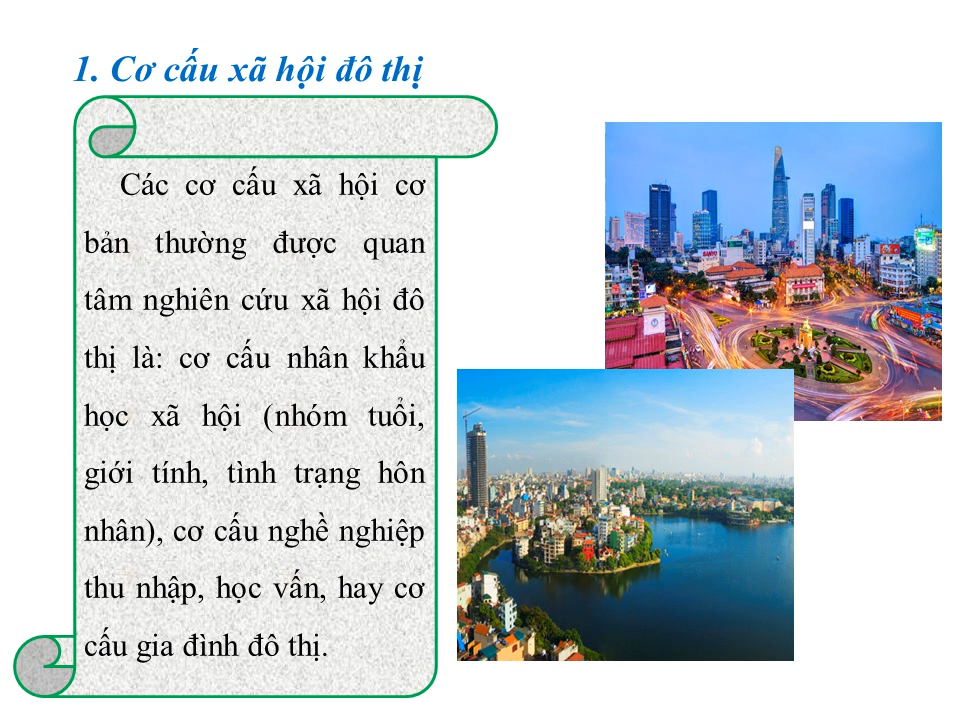 1. Cơ cấu xã hội đô thị
Các cơ cấu xã hội cơ
bản thường được quan
tâm nghiên cứu xã hội đô
thị là: cơ cấu nhân khẩu
học xã hội (nhóm tuổi,
giới tính, tình trạng hôn
nhân), cơ cấu nghề nghiệp
thu nhập, học vấn, hay cơ
cấu gia đình đô thị.
SANYO